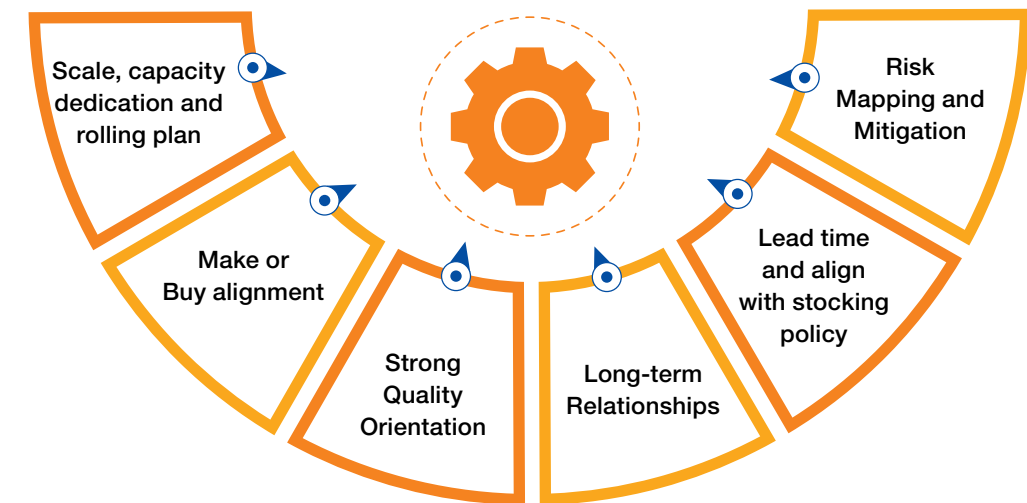 Scale, capacity
dedication and
rolling plan
Make or
Buy alignment
Strong
Quality
Orientation
Long-term
Relationships
Lead time
and align
with stocking
policy
Risk
Mapping and
Mitigation